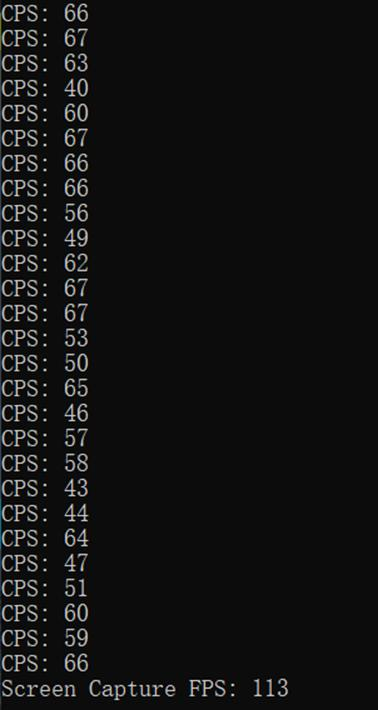 CPS: 66
CPS: 67
CPS: 63
CPS: 40
CPS: 60
CPS: 67
CPS: 66
CPS: 66
CPS: 56
CPS: 49
CPS: 62
CPS: 67
CPS: 67
CPS: 53
CPS: 50
CPS: 65
CPS: 46
CPS: 57
CPS: 58
CPS: 43
CPS: 44
CPS: 64
CPS: 47
CPS: 51
CPS: 60
CPS: 59
CPS: 66
Screen Capture FPS: 113